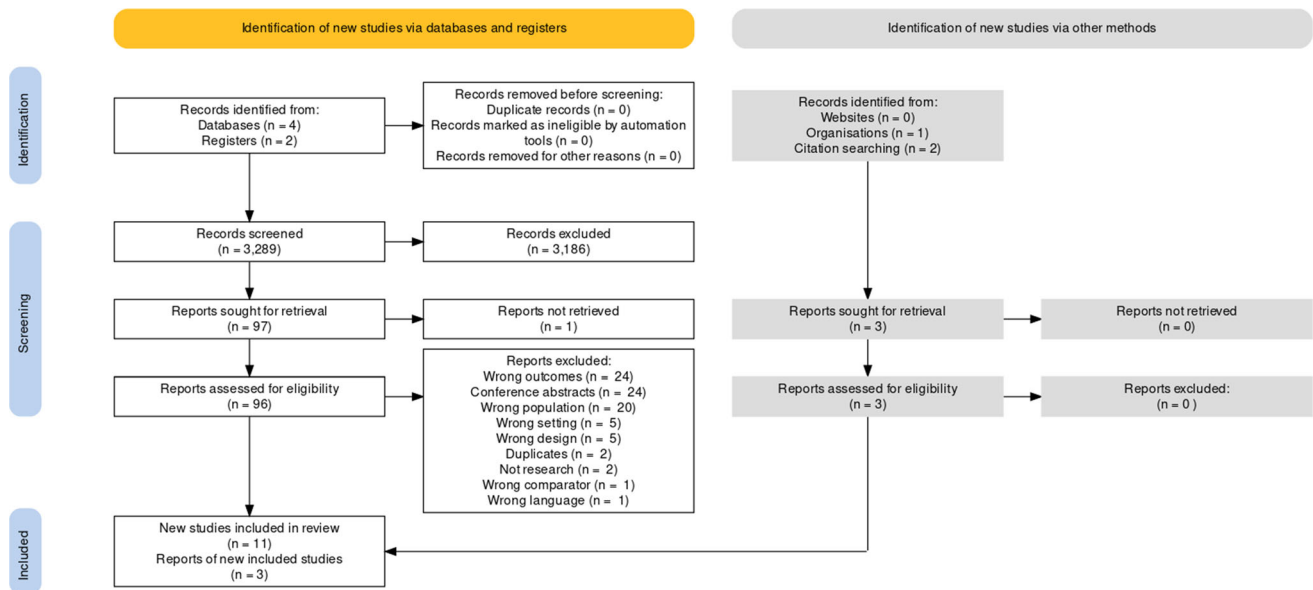 Identification of new studies via databases and registers
Identification of new studies via other methods
Identification
Records identified from:
Databases (n = 4)
Registers (n = 2)
Records removed before screening:
Duplicate records (n = 0)
Records marked as ineligible by automation
tools (n = 0)
Records removed for other reasons (n = 0)
Records identified from:
Websites (n = 0)
Organisations (n = 1)
Citation searching (n = 2)
Screening
Records screened
(n = 3,289)
Records excluded
(n = 3,186)
Reports sought for retrieval
(n = 97)
Reports not retrieved
(n = 1)
Reports sought for retrieval
(n = 3)
Reports not retrieved
(n = 0)
Reports assessed for eligibility
(n = 96)
Reports excluded:
Wrong outcomes (n = 24)
Conference abstracts (n = 24)
Wrong population (n = 20)
Wrong setting (n = 5)
Wrong design (n = 5)
Duplicates (n = 2)
Not research (n = 2)
Wrong comparator (n = 1)
Wrong language (n = 1)
Reports assessed for eligibility
(n = 3)
Reports excluded:
(n = 0 )
Included
New studies included in review
(n = 11)
Reports of new included studies
(n = 3)